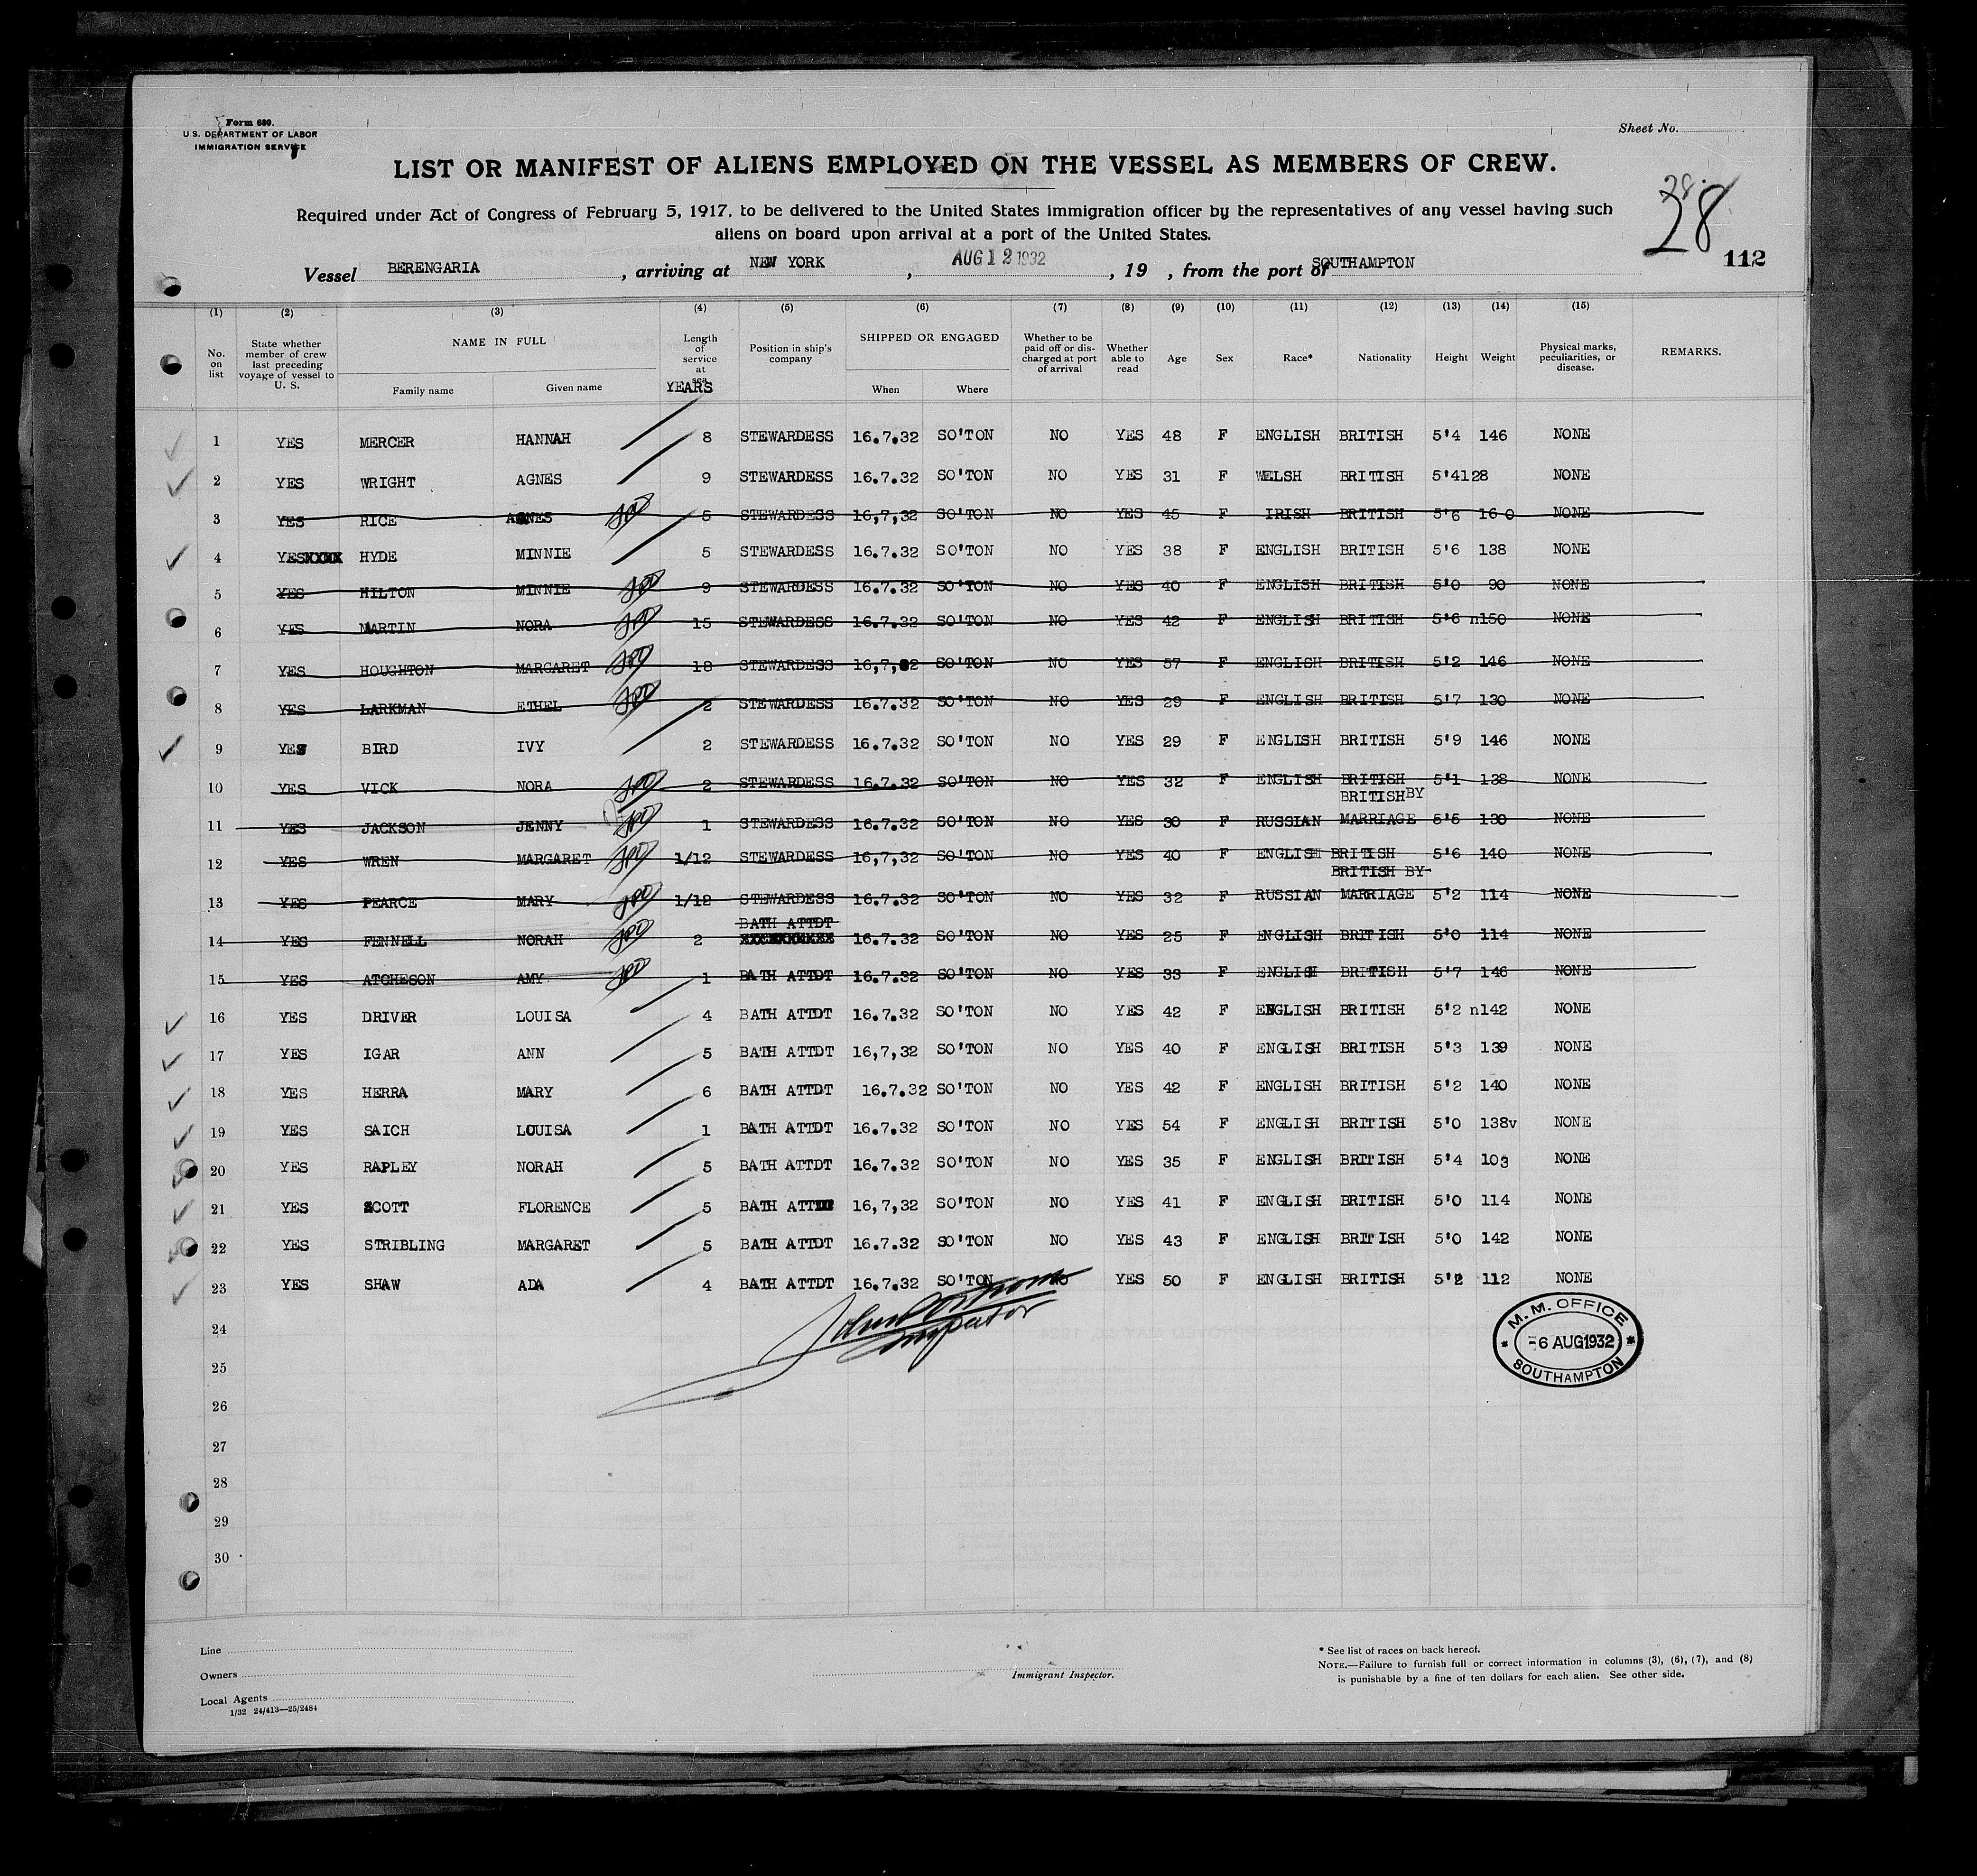 Form 680.
U.S. DEPARTMENT OF LABOR
IMMIGRATION SERVICE
Sheet No.
LIST OR MANIFEST OF ALIENS EMPLOYED ON THE VESSEL AS MEMBERS OF CREW.
28
28
Required under Act of Congress of February 5, 1917, to be delivered to the United States immigration officer by the representatives of any vessel having such
aliens on board upon arrival at a port of the United States.
112
Vessel BERENGARIA, arriving at NEW YORK, AUG 12 1932, 19 , from the port of SOUTHAMPTON
(1) (2) (3) (4) (5) (6) (7) (8) (9) (10) (11) (12) (13) (14) (15)
No. on list
State whether member of crew last preceding voyage of vessel to U. S.
NAME IN FULL
Family name Given name
Length of service at sea
YEARS
Position in ship's company
SHIPPED OR ENGAGED
When Where
Whether to be paid off or discharged at port of arrival
Whether able to read
Age Sex Race* Nationality Height Weight
Physical marks, peculiarities, or disease.
REMARKS.
1 YES MERCER HANNAH 8 STEWARDESS 16.7.32 SO'TON NO YES 48 F ENGLISH BRITISH 5'4 146 NONE
2 YES WRIGHT AGNES 9 STEWARDESS 16.7.32 SO'TON NO YES 31 F WELSH BRITISH 5'4128 NONE
3 YES RICE AGNES 5 STEWARDESS 16,7,32 SO'TON NO YES 45 F IRISH BRITISH 5'6 160 NONE
4 YESXXXX HYDE MINNIE 5 STEWARDESS 16.7.32 SO'TON NO YES 38 F ENGLISH BRITISH 5'6 138 NONE
5 YES HILTON MINNIE 9 STEWARDESS 16.7.32 SO'TON NO YES 40 F ENGLISH BRITISH 5'0 90 NONE
6 YES MARTIN NORA 15 STEWARDESS 16.7.32 SO'TON NO YES 42 F ENGLISH BRITISH 5'6 n150 NONE
7 YES HOUGHTON MARGARET 18 STEWARDESS 16,7,32 SO'TON NO YES 57 F ENGLISH BRITISH 5'2 146 NONE
8 YES LARKMAN ETHEL 2 STEWARDESS 16.7.32 SO'TON NO YES 29 F ENGLISH BRITISH 5'7 130 NONE
9 YES BIRD IVY 2 STEWARDESS 16.7.32 SO'TON NO YES 29 F ENGLISH BRITISH 5'9 146 NONE
10 YES VICK NORA 2 STEWARDESS 16.7.32 SO'TON NO YES 32 F ENGLISH BRITISH 5'1 138 NONE
BRITISH BY
11 YES JACKSON JENNY 1 STEWARDESS 16.7.32 SO'TON NO YES 30 F RUSSIAN MARRIAGE 5'5 130 NONE
12 YES WREN MARGARET 1/12 STEWARDESS 16,7,32 SO'TON NO YES 40 F ENGLISH BRITISH 5'6 140 NONE
BRITISH BY
13 YES PEARCE MARY 1/12 STEWARDESS 16.7.32 SO'TON NO YES 32 F RUSSIAN MARRIAGE 5'2 114 NONE
BATH ATTDT
14 YES FENNELL NORAH 2 16.7.32 SO'TON NO YES 25 F ENGLISH BRITISH 5'0 114 NONE
15 YES ATCHESON AMY 1 BATH ATTDT 16.7.32 SO'TON NO YES 33 F ENGLISH BRITISH 5'7 146 NONE
16 YES DRIVER LOUISA 4 BATH ATTDT 16.7.32 SO'TON NO YES 42 F ENGLISH BRITISH 5'2 n142 NONE
17 YES IGAR ANN 5 BATH ATTDT 16,7,32 SO'TON NO YES 40 F ENGLISH BRITISH 5'3 139 NONE
18 YES HERRA MARY 6 BATH ATTDT 16.7.32 SO'TON NO YES 42 F ENGLISH BRITISH 5'2 140 NONE
19 YES SAICH LOUISA 1 BATH ATTDT 16.7.32 SO'TON NO YES 54 F ENGLISH BRITISH 5'0 138v NONE
20 YES RAPLEY NORAH 5 BATH ATTDT 16.7.32 SO'TON NO YES 35 F ENGLISH BRITISH 5'4 103 NONE
21 YES SCOTT FLORENCE 5 BATH ATTDT 16,7,32 SO'TON NO YES 41 F ENGLISH BRITISH 5'0 114 NONE
22 YES STRIBLING MARGARET 5 BATH ATTDT 16.7.32 SO'TON NO YES 43 F ENGLISH BRITISH 5'0 142 NONE
23 YES SHAW ADA 4 BATH ATTDT 16.7.32 SO'TON NO YES 50 F ENGLISH BRITISH 5'2 112 NONE
Inspector
M.M. OFFICE
-6 AUG 1932
SOUTHAMPTON
24
25
26
27
28
29
30
Line
Owners
Local Agents
1/32 24/413—25/2484
Immigrant Inspector.
* See list of races on back hereof.
NOTE.—Failure to furnish full or correct information in columns (3), (6), (7), and (8)
is punishable by a fine of ten dollars for each alien. See other side.